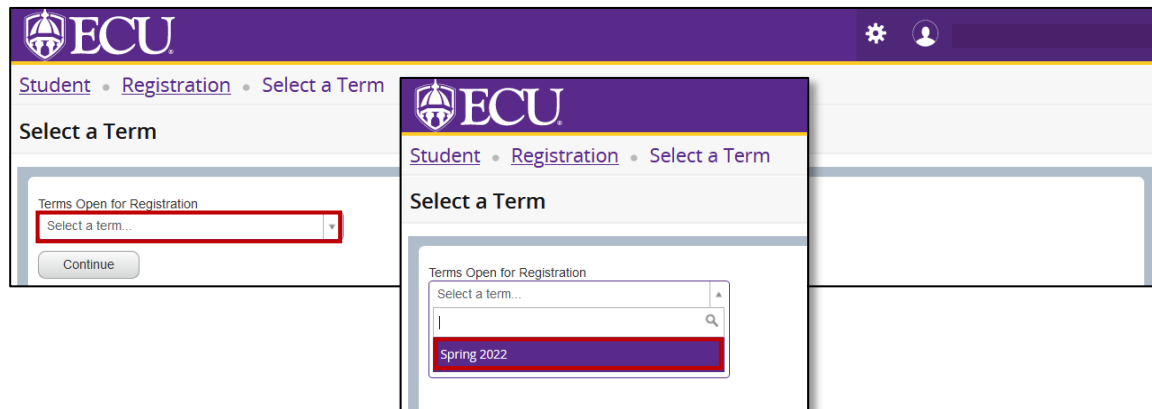 ECU
Student • Registration • Select a Term
Select a Term
Terms Open for Registration
Select a term...
Continue
ECU
Student • Registration • Select a Term
Select a Term
Terms Open for Registration
Select a term...
Spring 2022